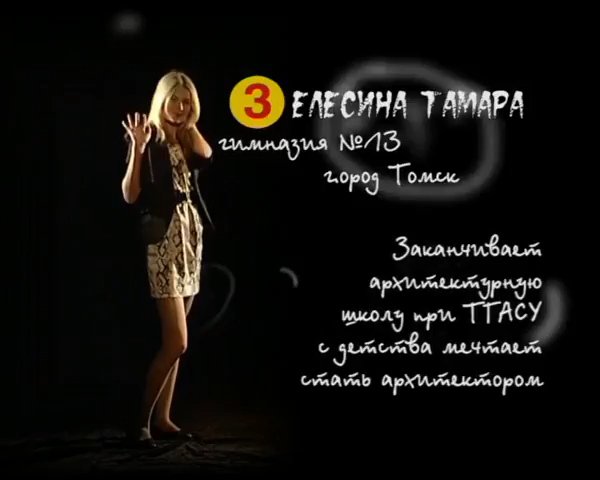 3 ЕЛЕСИНА ТАМАРА
гимназия №13
город Томск
Заканчивает
архитектурную
школу при ТГАСУ
с детства мечтает
стать архитектором